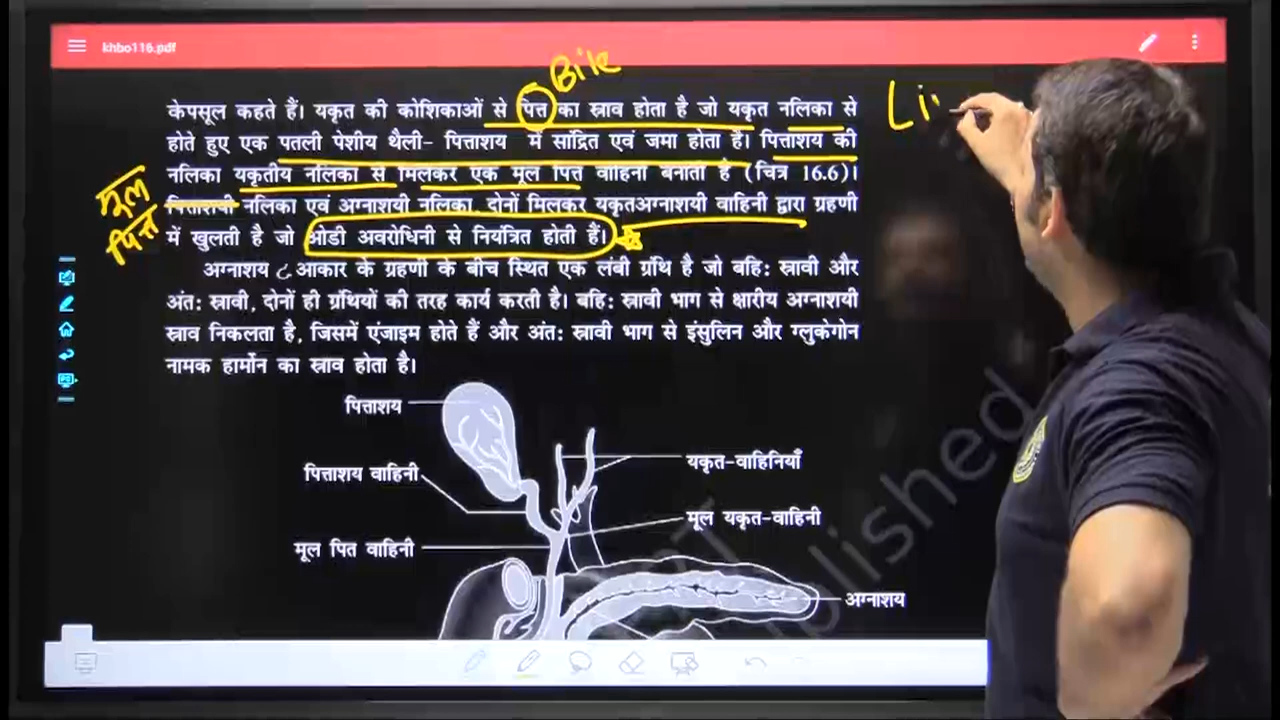 khbo116.pdf
Bile
Li
केपसूल कहते हैं। यकृत की कोशिकाओं से पित्त का स्राव होता है जो यकृत नलिका से
होते हुए एक पतली पेशीय थैली- पित्ताशय में सांद्रित एवं जमा होता है। पित्ताशय की
नलिका यकृतीय नलिका से मिलकर एक मूल पित्त वाहिनी बनाती है (चित्र 16.6)।
मूल पित्त
पित्ताशयी नलिका एवं अग्नाशयी नलिका, दोनों मिलकर यकृतअग्नाशयी वाहिनी द्वारा ग्रहणी
में खुलती है जो ओडी अवरोधिनी से नियंत्रित होती हैं।
अग्नाशय U आकार के ग्रहणी के बीच स्थित एक लंबी ग्रंथि है जो बहि: स्रावी और
अंत: स्रावी, दोनों ही ग्रंथियों की तरह कार्य करती है। बहि: स्रावी भाग से क्षारीय अग्नाशयी
स्राव निकलता है, जिसमें एंजाइम होते हैं और अंत: स्रावी भाग से इंसुलिन और ग्लुकेगोन
नामक हार्मोन का स्राव होता है।
पित्ताशय
पित्ताशय वाहिनी
यकृत-वाहिनियाँ
मूल यकृत-वाहिनी
मूल पित वाहिनी
अग्नाशय